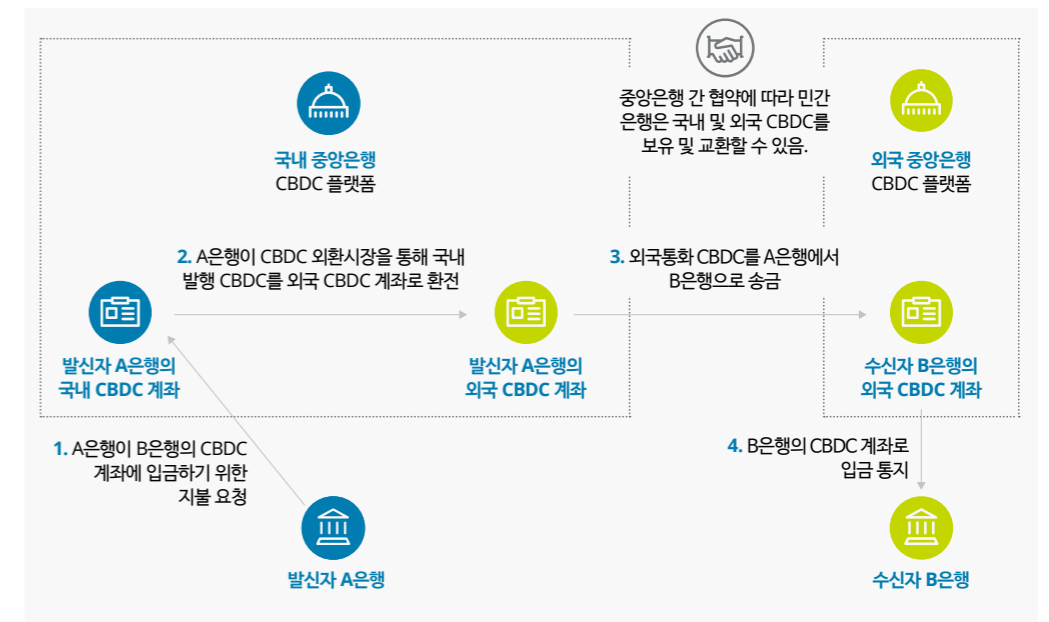 국내 중앙은행
CBDC 플랫폼
중앙은행 간 협약에 따라 민간
은행은 국내 및 외국 CBDC를
보유 및 교환할 수 있음.
외국 중앙은행
CBDC 플랫폼
2. A은행이 CBDC 외환시장을 통해 국내
발행 CBDC를 외국 CBDC 계좌로 환전
3. 외국통화 CBDC를 A은행에서
B은행으로 송금
발신자 A은행의
국내 CBDC 계좌
발신자 A은행의
외국 CBDC 계좌
수신자 B은행의
외국 CBDC 계좌
1. A은행이 B은행의 CBDC
계좌에 입금하기 위한
지불 요청
4. B은행의 CBDC 계좌로
입금 통지
발신자 A은행
수신자 B은행